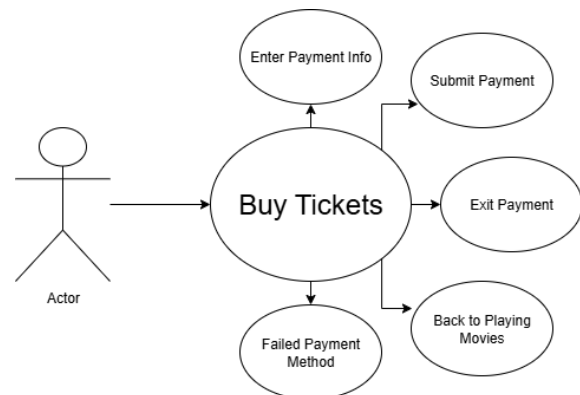 Enter Payment Info
Submit Payment
Buy Tickets
Exit Payment
Actor
Back to Playing
Movies
Failed Payment
Method